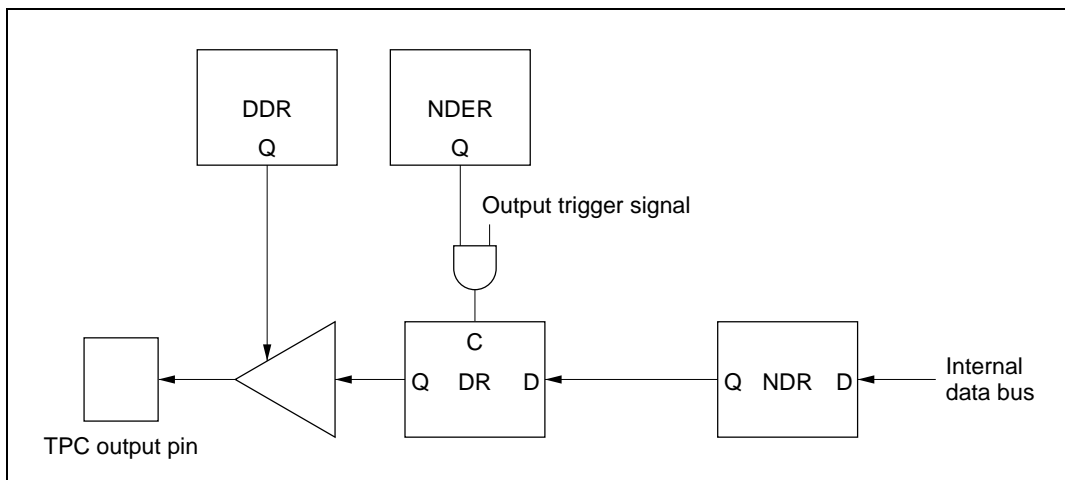 DDR
Q
NDER
Q
Output trigger signal
C
Q DR D
Q NDR D
Internal
data bus
TPC output pin